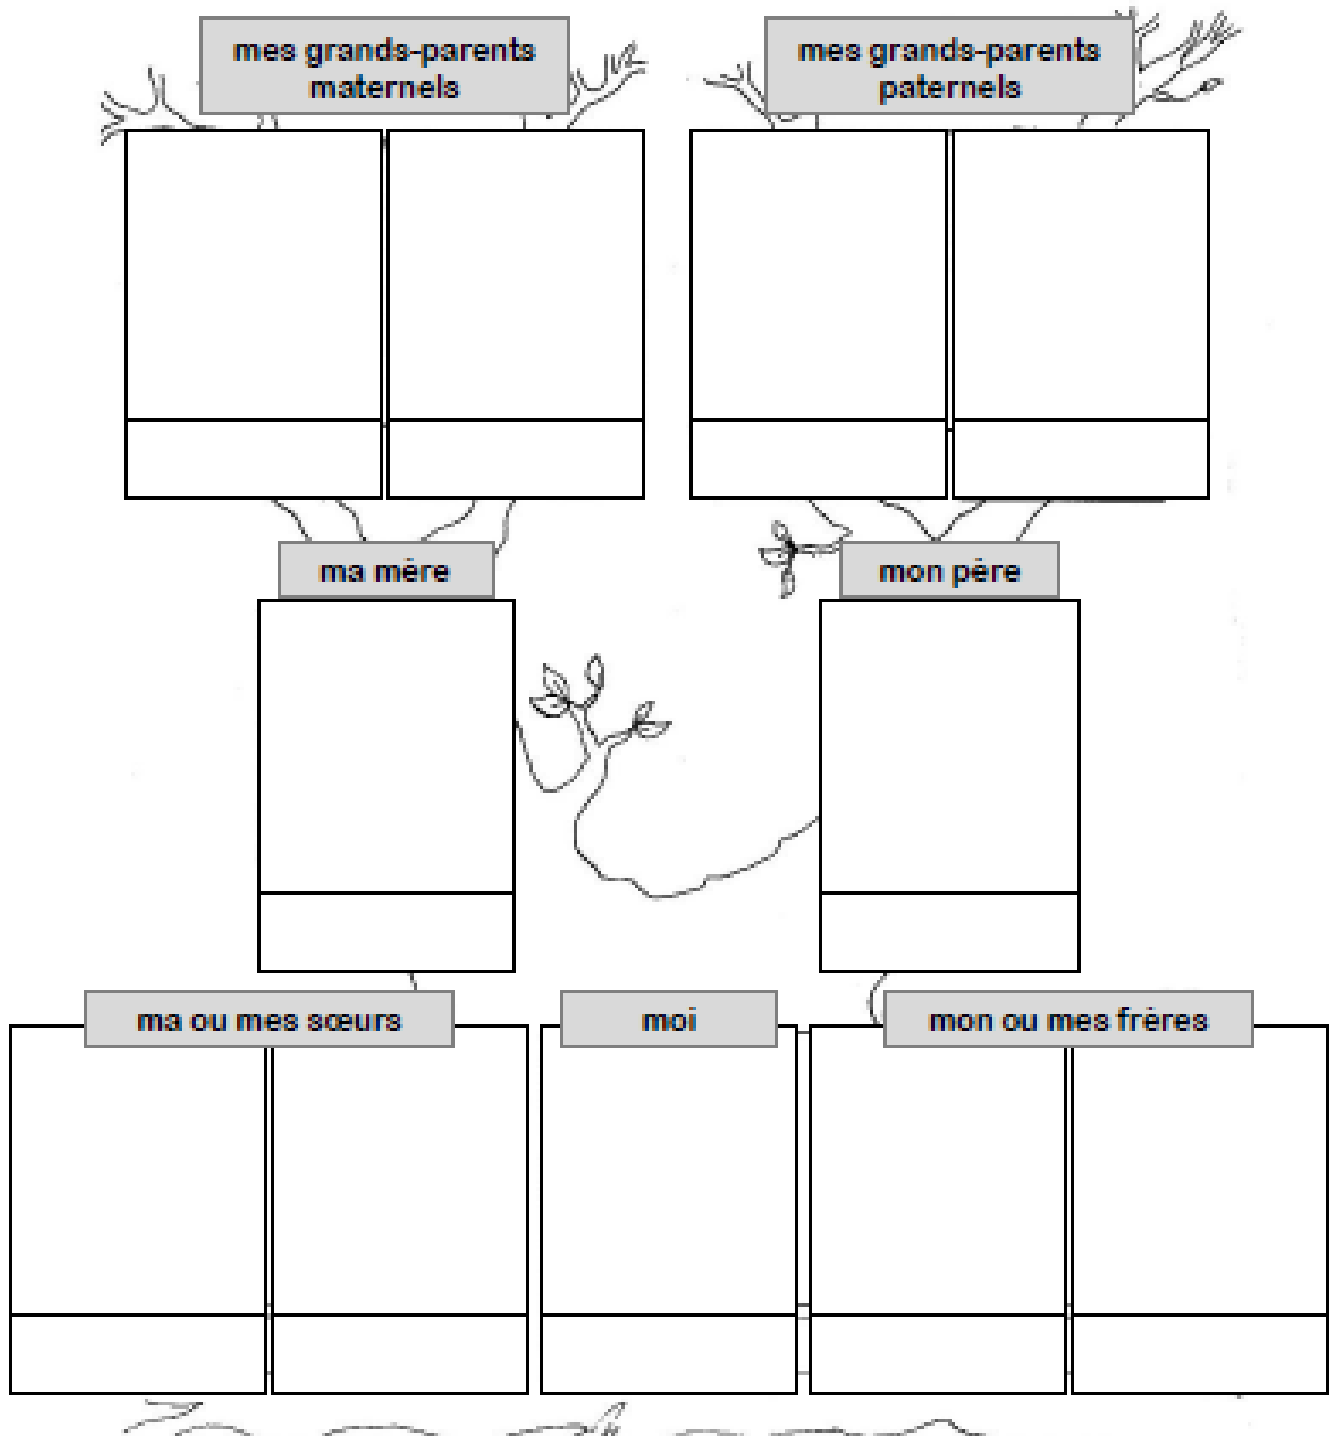 mes grands-parents
maternels
mes grands-parents
paternels
ma mère
mon père
ma ou mes sœurs
moi
mon ou mes frères